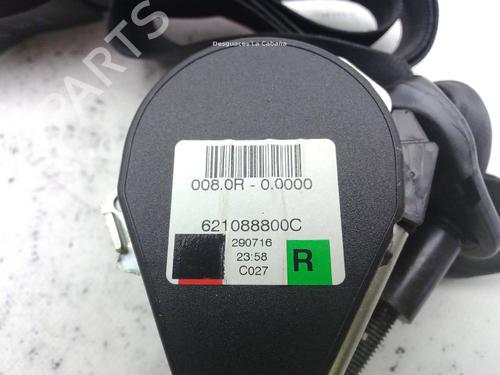 Desguaces La Cabaña
B-PARTS
008.0R - 0.0000
621088800C
290716
23:58
C027
R